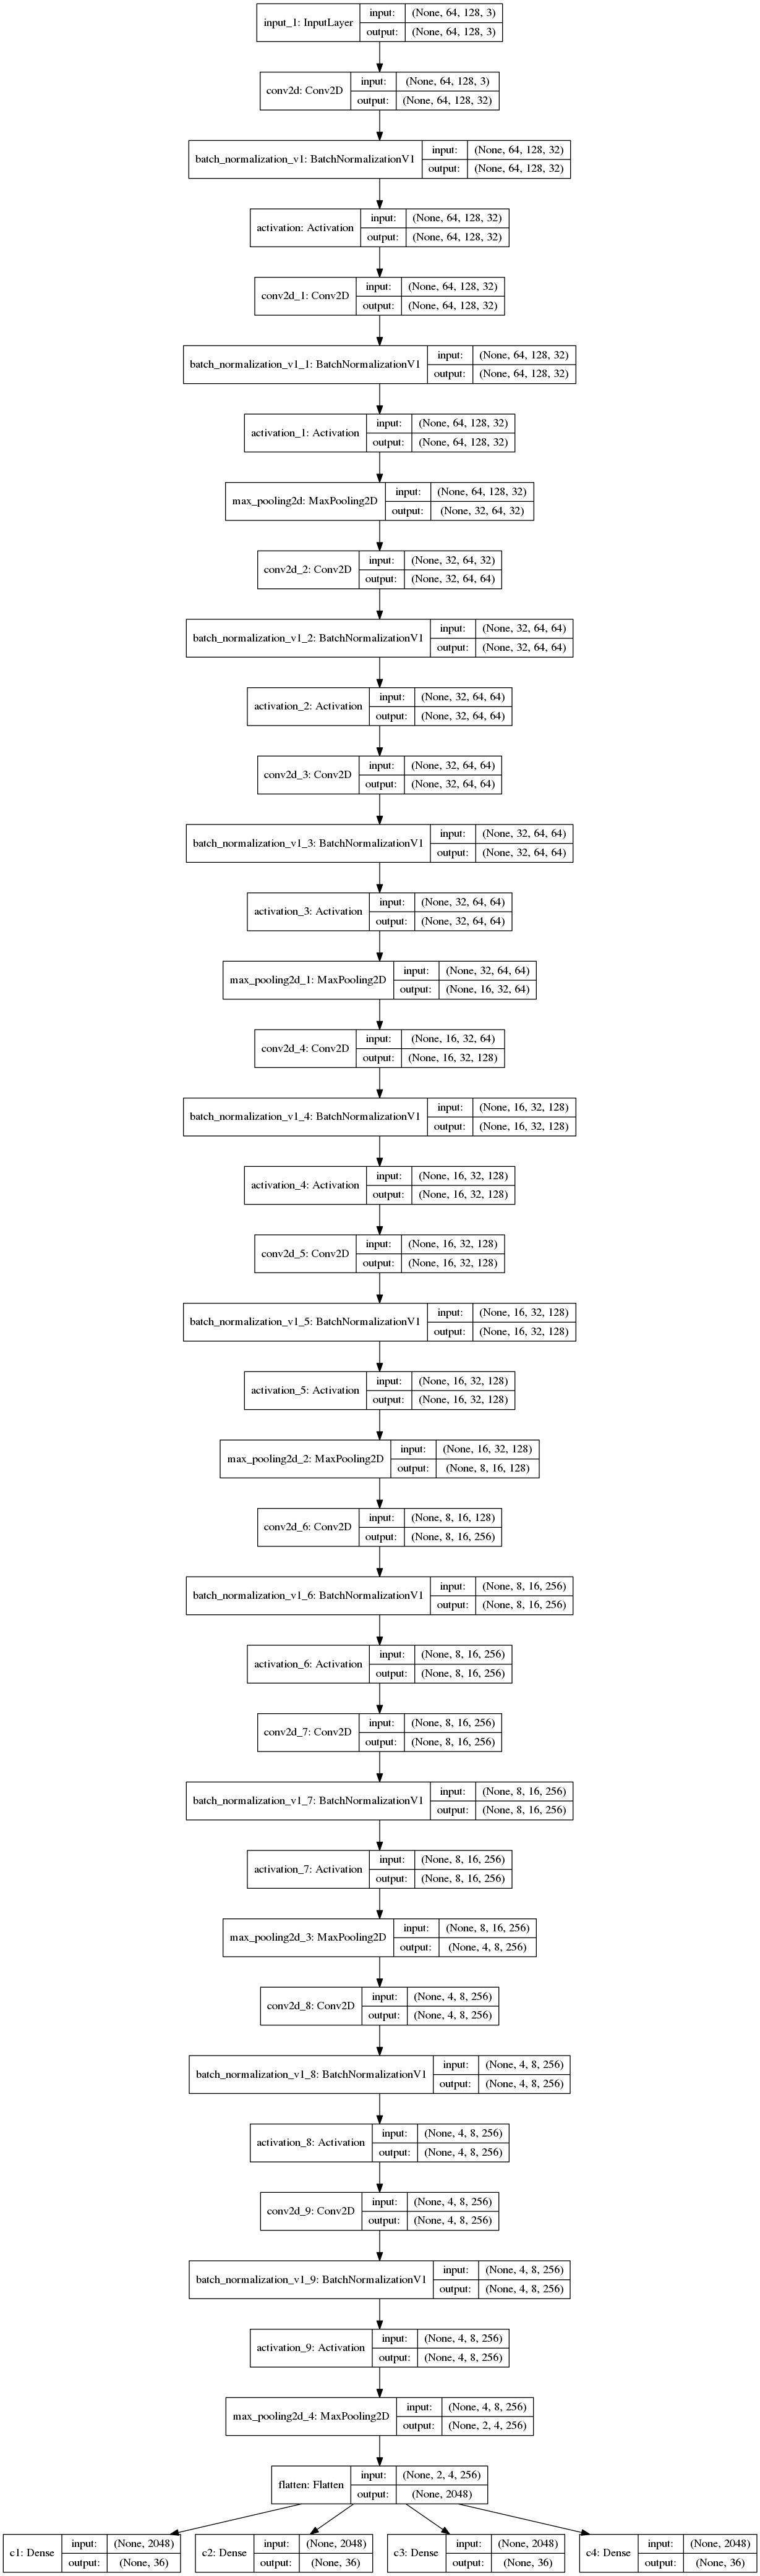 input_1: InputLayer input: (None, 64, 128, 3)
output: (None, 64, 128, 3)
conv2d: Conv2D input: (None, 64, 128, 3)
output: (None, 64, 128, 32)
batch_normalization_v1: BatchNormalizationV1 input: (None, 64, 128, 32)
output: (None, 64, 128, 32)
activation: Activation input: (None, 64, 128, 32)
output: (None, 64, 128, 32)
conv2d_1: Conv2D input: (None, 64, 128, 32)
output: (None, 64, 128, 32)
batch_normalization_v1_1: BatchNormalizationV1 input: (None, 64, 128, 32)
output: (None, 64, 128, 32)
activation_1: Activation input: (None, 64, 128, 32)
output: (None, 64, 128, 32)
max_pooling2d: MaxPooling2D input: (None, 64, 128, 32)
output: (None, 32, 64, 32)
conv2d_2: Conv2D input: (None, 32, 64, 32)
output: (None, 32, 64, 64)
batch_normalization_v1_2: BatchNormalizationV1 input: (None, 32, 64, 64)
output: (None, 32, 64, 64)
activation_2: Activation input: (None, 32, 64, 64)
output: (None, 32, 64, 64)
conv2d_3: Conv2D input: (None, 32, 64, 64)
output: (None, 32, 64, 64)
batch_normalization_v1_3: BatchNormalizationV1 input: (None, 32, 64, 64)
output: (None, 32, 64, 64)
activation_3: Activation input: (None, 32, 64, 64)
output: (None, 32, 64, 64)
max_pooling2d_1: MaxPooling2D input: (None, 32, 64, 64)
output: (None, 16, 32, 64)
conv2d_4: Conv2D input: (None, 16, 32, 64)
output: (None, 16, 32, 128)
batch_normalization_v1_4: BatchNormalizationV1 input: (None, 16, 32, 128)
output: (None, 16, 32, 128)
activation_4: Activation input: (None, 16, 32, 128)
output: (None, 16, 32, 128)
conv2d_5: Conv2D input: (None, 16, 32, 128)
output: (None, 16, 32, 128)
batch_normalization_v1_5: BatchNormalizationV1 input: (None, 16, 32, 128)
output: (None, 16, 32, 128)
activation_5: Activation input: (None, 16, 32, 128)
output: (None, 16, 32, 128)
max_pooling2d_2: MaxPooling2D input: (None, 16, 32, 128)
output: (None, 8, 16, 128)
conv2d_6: Conv2D input: (None, 8, 16, 128)
output: (None, 8, 16, 256)
batch_normalization_v1_6: BatchNormalizationV1 input: (None, 8, 16, 256)
output: (None, 8, 16, 256)
activation_6: Activation input: (None, 8, 16, 256)
output: (None, 8, 16, 256)
conv2d_7: Conv2D input: (None, 8, 16, 256)
output: (None, 8, 16, 256)
batch_normalization_v1_7: BatchNormalizationV1 input: (None, 8, 16, 256)
output: (None, 8, 16, 256)
activation_7: Activation input: (None, 8, 16, 256)
output: (None, 8, 16, 256)
max_pooling2d_3: MaxPooling2D input: (None, 8, 16, 256)
output: (None, 4, 8, 256)
conv2d_8: Conv2D input: (None, 4, 8, 256)
output: (None, 4, 8, 256)
batch_normalization_v1_8: BatchNormalizationV1 input: (None, 4, 8, 256)
output: (None, 4, 8, 256)
activation_8: Activation input: (None, 4, 8, 256)
output: (None, 4, 8, 256)
conv2d_9: Conv2D input: (None, 4, 8, 256)
output: (None, 4, 8, 256)
batch_normalization_v1_9: BatchNormalizationV1 input: (None, 4, 8, 256)
output: (None, 4, 8, 256)
activation_9: Activation input: (None, 4, 8, 256)
output: (None, 4, 8, 256)
max_pooling2d_4: MaxPooling2D input: (None, 4, 8, 256)
output: (None, 2, 4, 256)
flatten: Flatten input: (None, 2, 4, 256)
output: (None, 2048)
c1: Dense input: (None, 2048)
output: (None, 36)
c2: Dense input: (None, 2048)
output: (None, 36)
c3: Dense input: (None, 2048)
output: (None, 36)
c4: Dense input: (None, 2048)
output: (None, 36)